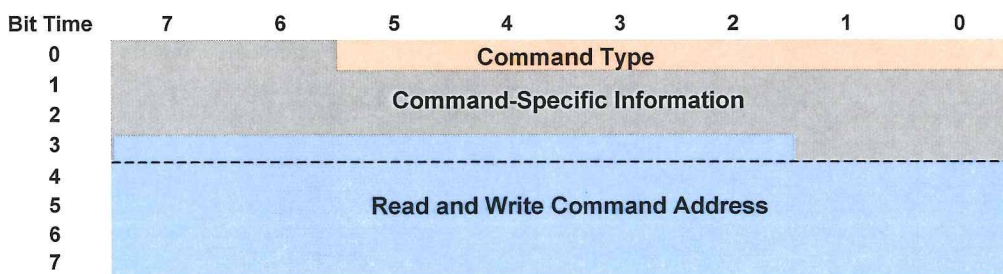 Bit Time 7 6 5 4 3 2 1 0
0 Command Type
1
Command-Specific Information
2
3
4
5 Read and Write Command Address
6
7